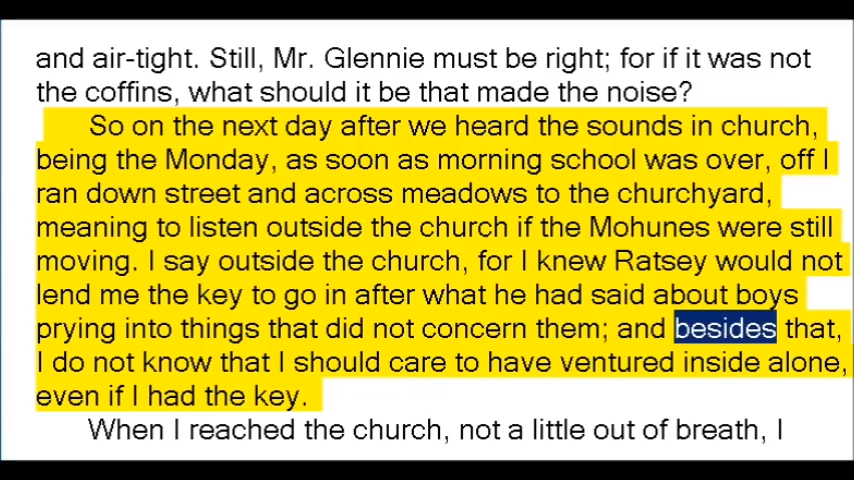 and air-tight. Still, Mr. Glennie must be right; for if it was not
the coffins, what should it be that made the noise?
So on the next day after we heard the sounds in church,
being the Monday, as soon as morning school was over, off I
ran down street and across meadows to the churchyard,
meaning to listen outside the church if the Mohunes were still
moving. I say outside the church, for I knew Ratsey would not
lend me the key to go in after what he had said about boys
prying into things that did not concern them; and besides that,
I do not know that I should care to have ventured inside alone,
even if I had the key.
When I reached the church, not a little out of breath, I